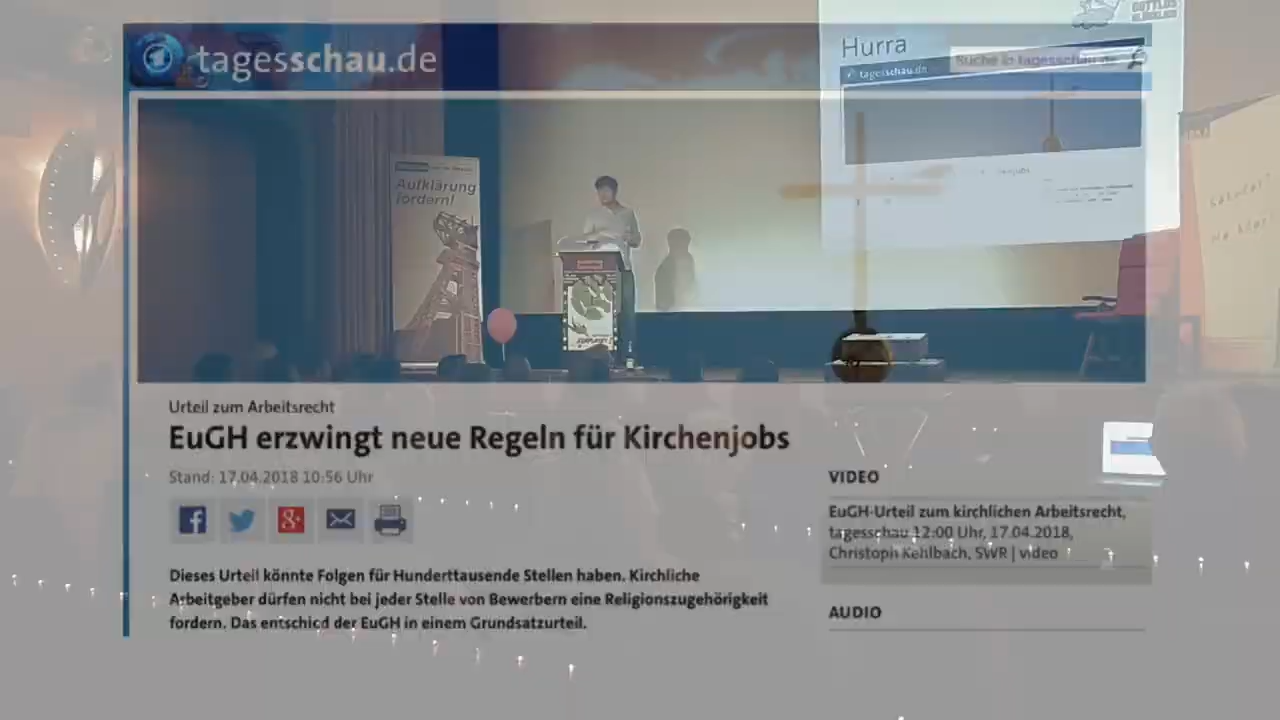 tagesschau.de
Hurra
tagesschau.de
Suche in tagesschau.de
Aufklärung
fordern!
Urteil zum Arbeitsrecht
EuGH erzwingt neue Regeln für Kirchenjobs
Stand: 17.04.2018 10:56 Uhr
Dieses Urteil könnte Folgen für Hunderttausende Stellen haben. Kirchliche
Arbeitgeber dürfen nicht bei jeder Stelle von Bewerbern eine Religionszugehörigkeit
fordern. Das entschied der EuGH in einem Grundsatzurteil.
VIDEO
EuGH-Urteil zum kirchlichen Arbeitsrecht,
tagesschau 12:00 Uhr, 17.04.2018,
Christoph Kehlbach, SWR | video
AUDIO